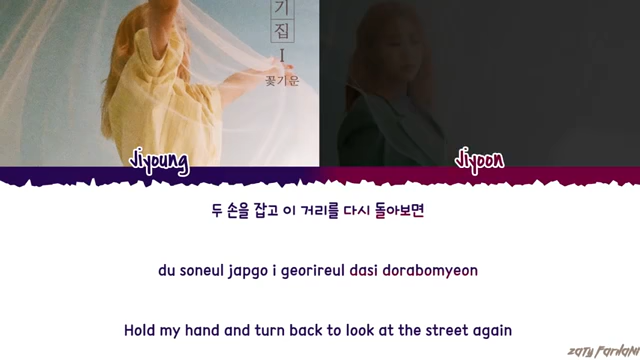 기
집
I
꽃기운
Jiyoung
Jiyoon
두 손을 잡고 이 거리를 다시 돌아보면
du soneul japgo i georireul dasi dorabomyeon
Hold my hand and turn back to look at the street again
ZATY FARHANI